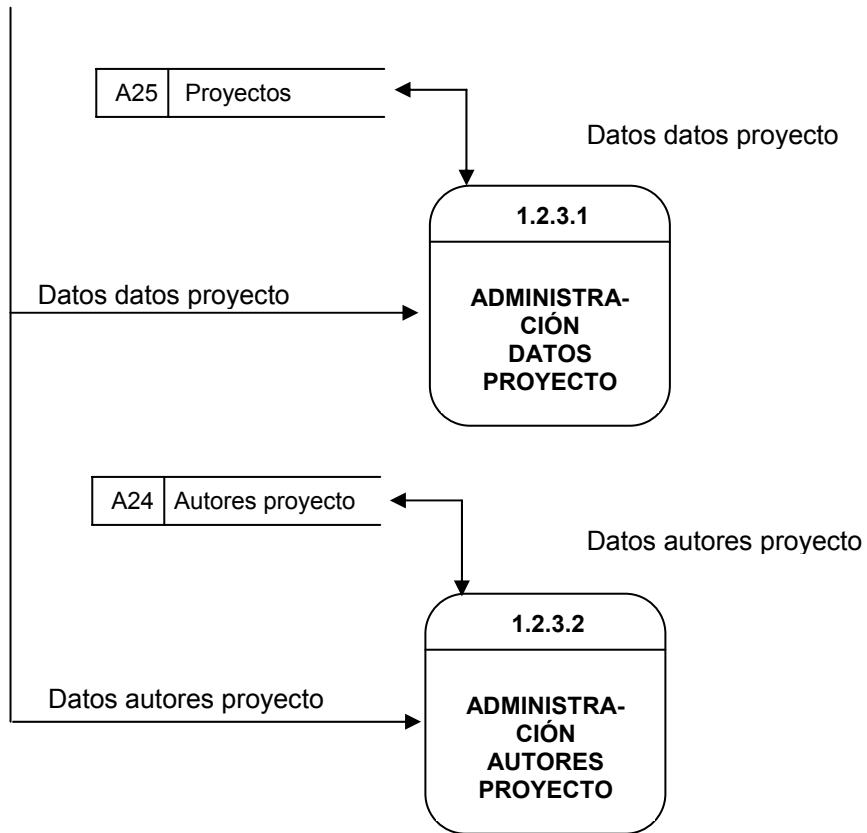 A25 Proyectos
Datos datos proyecto
1.2.3.1
Datos datos proyecto
ADMINISTRA-
CIÓN
DATOS
PROYECTO
A24 Autores proyecto
Datos autores proyecto
1.2.3.2
Datos autores proyecto
ADMINISTRA-
CIÓN
AUTORES
PROYECTO